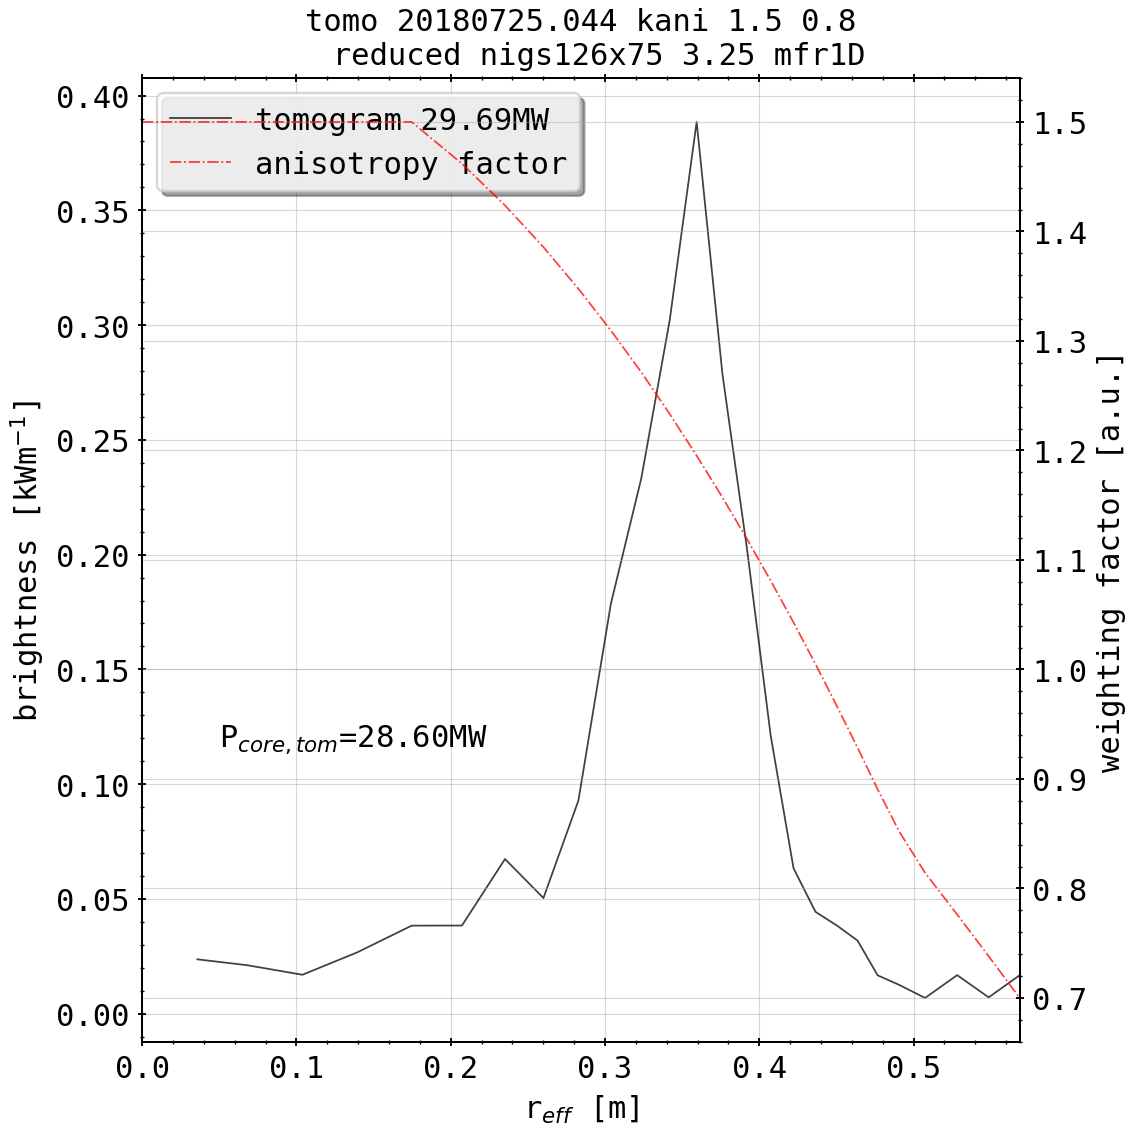 tomo 20180725.044 kani 1.5 0.8
reduced nigs126x75 3.25 mfr1D
tomogram 29.69MW
anisotropy factor
brightness [kWm⁻¹]
0.40
0.35
0.30
0.25
0.20
0.15
0.10
0.05
0.00
P_core,tom=28.60MW
1.5
1.4
1.3
1.2
1.1
1.0
0.9
0.8
0.7
weighting factor [a.u.]
0.0 0.1 0.2 0.3 0.4 0.5
r_eff [m]